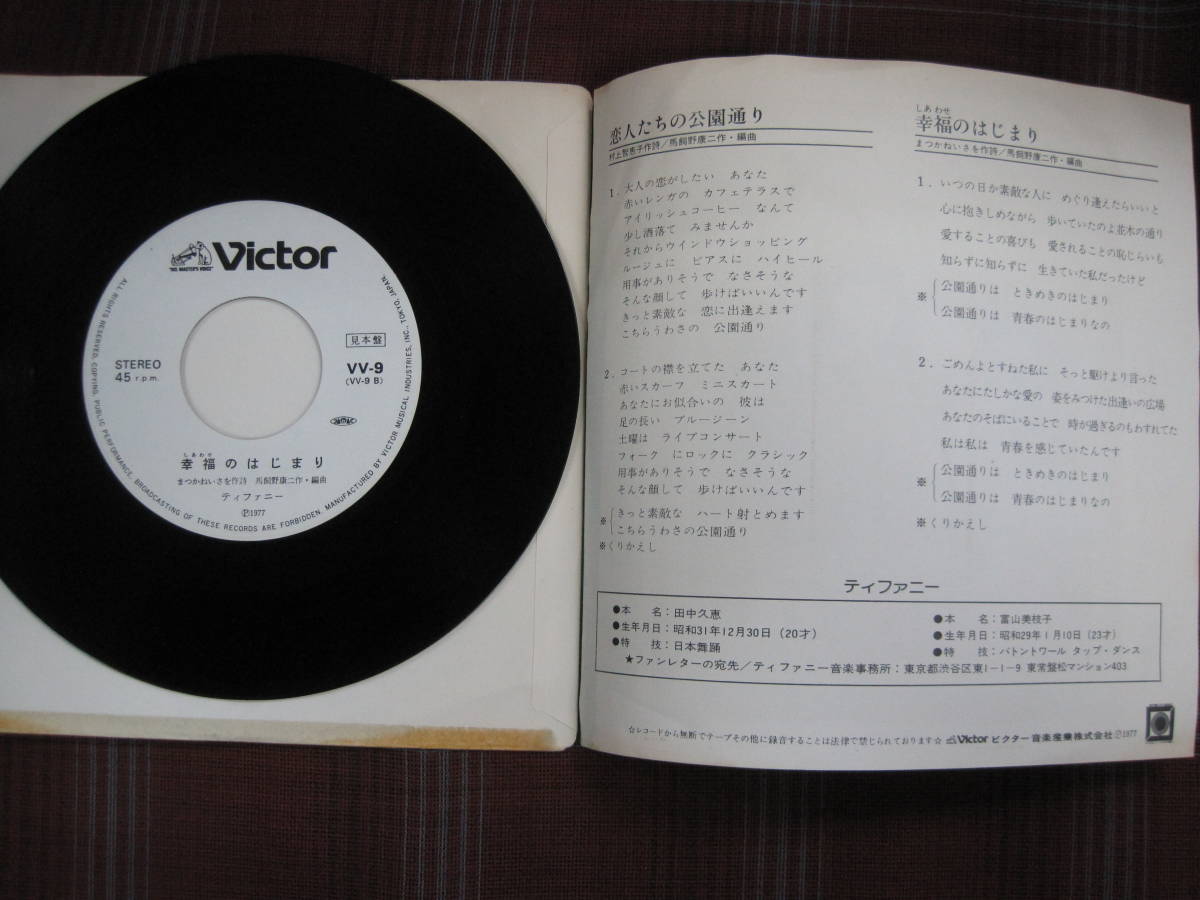 "HIS MASTER'S VOICE"
Victor
STEREO
45 r.p.m.
見本盤
VV-9
(VV-9 B)
JASRAC
しあわせ
幸福のはじまり
まつかねいさを作詩 馬飼野康二作・編曲
ティファニー
Ⓟ1977
ALL RIGHTS RESERVED. COPYING, PUBLIC PERFORMANCE, BROADCASTING OF THESE RECORDS ARE FORBIDDEN. MANUFACTURED BY VICTOR MUSICAL INDUSTRIES, INC., TOKYO, JAPAN.
恋人たちの公園通り
村上智恵子作詩/馬飼野康二作・編曲
1. 大人の恋がしたい あなた
赤いレンガの カフェテラスで
アイリッシュコーヒー なんて
少し洒落て みませんか
それからウインドウショッピング
ルージュに ピアスに ハイヒール
用事がありそうで なさそうな
そんな顔して 歩けばいいんです
きっと素敵な 恋に出逢えます
こちらうわさの 公園通り
2. コートの襟を立てた あなた
赤いスカーフ ミニスカート
あなたにお似合いの 彼は
足の長い ブルージーン
土曜は ライブコンサート
フォーク にロックに クラシック
用事がありそうで なさそうな
そんな顔して 歩けばいいんです
※ きっと素敵な ハート射とめます
こちらうわさの公園通り
※くりかえし
しあわせ
幸福のはじまり
まつかねいさを作詩/馬飼野康二作・編曲
1. いつの日か素敵な人に めぐり逢えたらいいと
心に抱きしめながら 歩いていたのよ並木の通り
愛することの喜びも 愛されることの恥じらいも
知らずに知らずに 生きていた私だったけど
※ 公園通りは ときめきのはじまり
公園通りは 青春のはじまりなの
2. ごめんよとすねた私に そっと駆けより言った
あなたにたしかな愛の 姿をみつけた出逢いの広場
あなたのそばにいることで 時が過ぎるのもわすれてた
私は私は 青春を感じていたんです
※ 公園通りは ときめきのはじまり
公園通りは 青春のはじまりなの
※くりかえし
ティファニー
●本 名:田中久恵
●生年月日:昭和31年12月30日(20才)
●特 技:日本舞踊
●本 名:富山美枝子
●生年月日:昭和29年1月10日(23才)
●特 技:バトントワール タップ・ダンス
★ファンレターの宛先/ティファニー音楽事務所:東京都渋谷区東1-1-9 東常盤松マンション403
☆レコードから無断でテープその他に録音することは法律で禁じられております☆ Victor ビクター音楽産業株式会社 Ⓟ1977